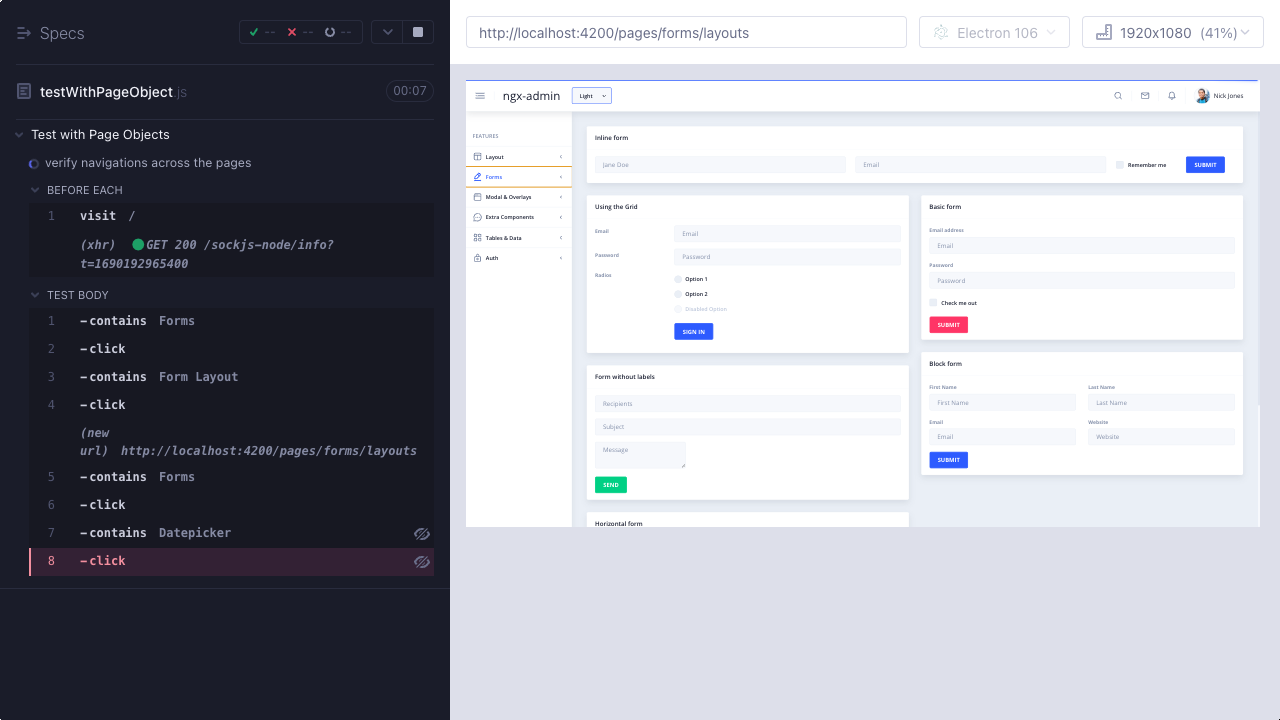 Specs
-- -- --
testWithPageObject.js
00:07
Test with Page Objects
verify navigations across the pages
BEFORE EACH
1 visit /
(xhr) GET 200 /sockjs-node/info?
t=1690192965400
TEST BODY
1 -contains Forms
2 -click
3 -contains Form Layout
4 -click
(new
url) http://localhost:4200/pages/forms/layouts
5 -contains Forms
6 -click
7 -contains Datepicker
8 -click
http://localhost:4200/pages/forms/layouts
Electron 106
1920x1080 (41%)
ngx-admin
Light
Nick Jones
FEATURES
Layout
Forms
Modal & Overlays
Extra Components
Tables & Data
Auth
Inline form
Jane Doe
Email
Remember me
SUBMIT
Using the Grid
Email
Email
Password
Password
Radios
Option 1
Option 2
Disabled Option
SIGN IN
Basic form
Email address
Email
Password
Password
Check me out
SUBMIT
Form without labels
Recipients
Subject
Message
SEND
Block form
First Name Last Name
First Name Last Name
Email Website
Email Website
SUBMIT
Horizontal form